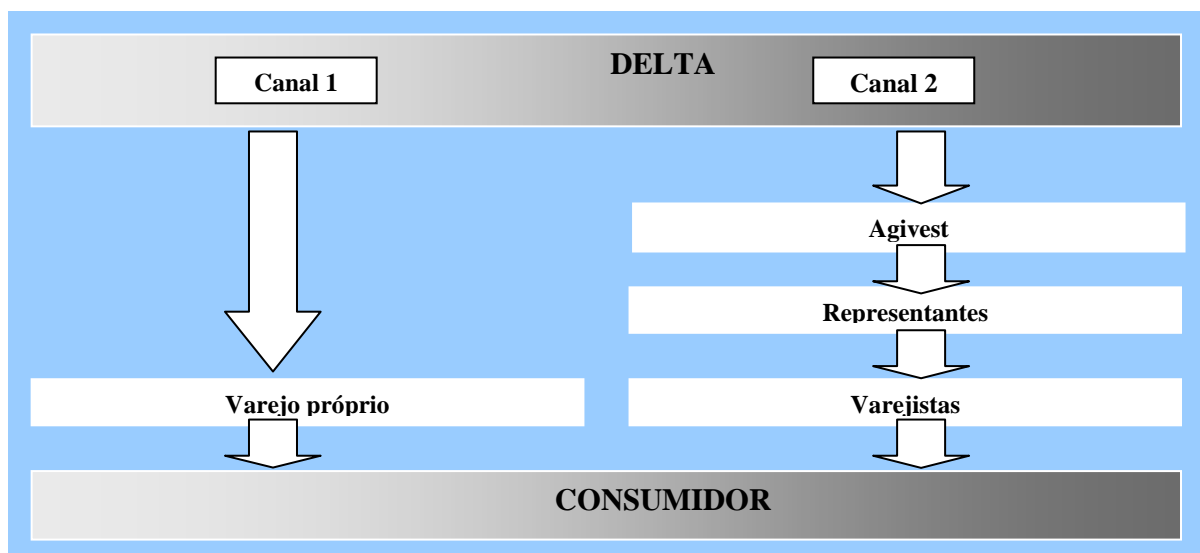 DELTA
Canal 1
Canal 2
Agivest
Representantes
Varejo próprio
Varejistas
CONSUMIDOR